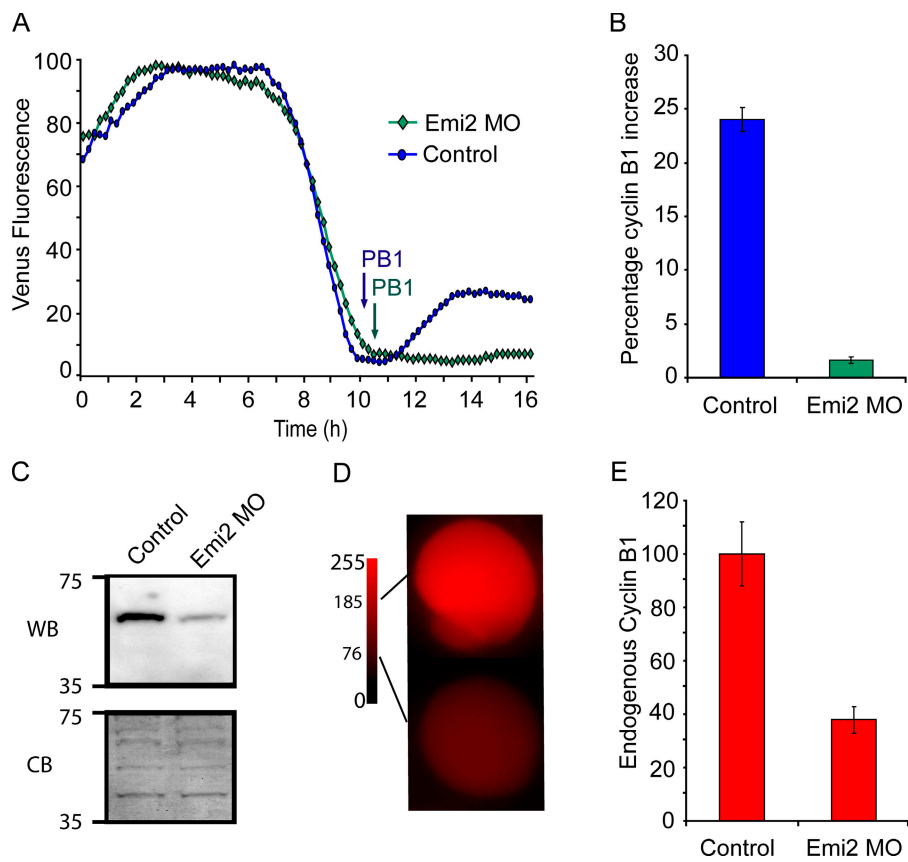 A
Venus Fluorescence
100
80
60
40
20
0
Emi2 MO
Control
PB1
PB1
0 2 4 6 8 10 12 14 16
Time (h)
B
Percentage cyclin B1 increase
30
25
20
15
10
5
0
Control Emi2 MO
C
Control Emi2 MO
75
WB
35
75
CB
35
D
255
185
76
0
E
Endogenous Cyclin B1
120
100
80
60
40
20
0
Control Emi2 MO